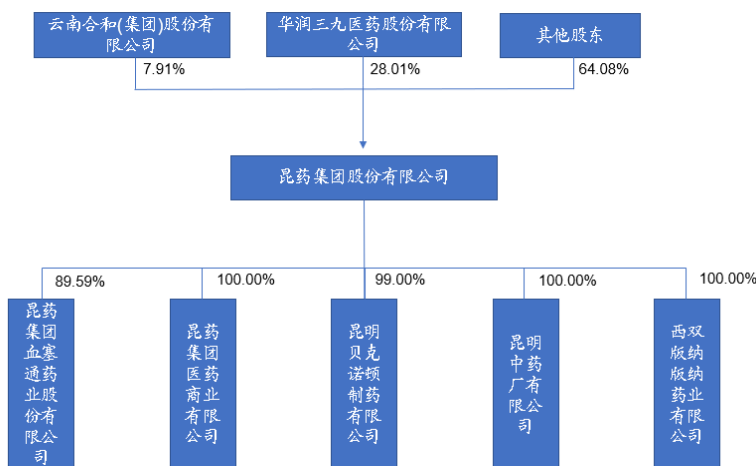 云南合和(集团)股份有
限公司
华润三九医药股份有限
公司
其他股东
7.91%
28.01%
64.08%
昆药集团股份有限公司
89.59%
100.00%
99.00%
100.00%
100.00%
昆药
集团
血塞
通药
业股
份有
限公
司
昆药
集团
医药
商业
有限
公司
昆明
贝克
诺顿
制药
有限
公司
昆明
中药
厂有
限公
司
西双
版纳
版纳
药业
有限
公司